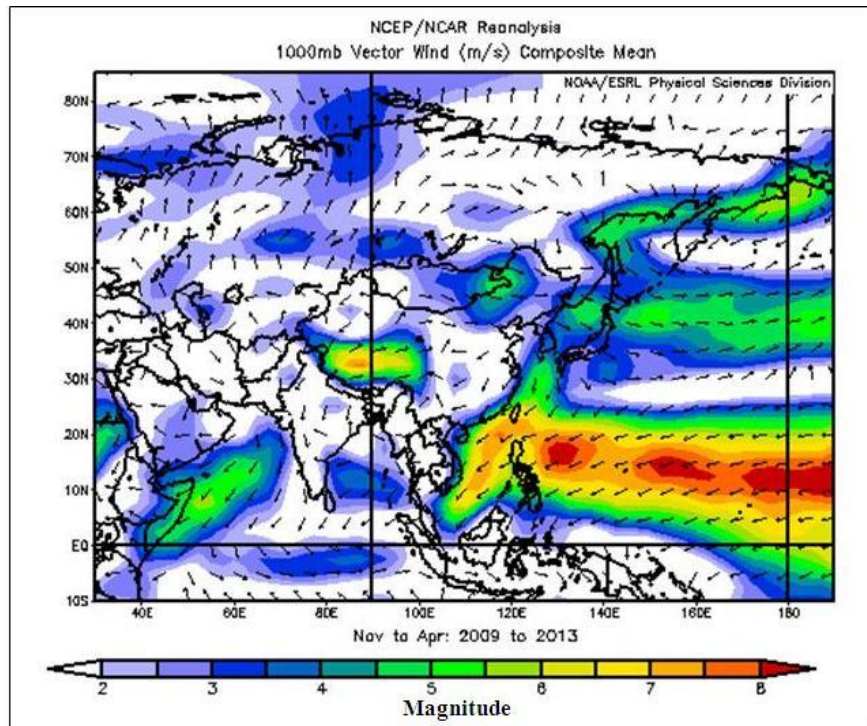 NCEP/NCAR Reanalysis
1000mb Vector Wind (m/s) Composite Mean
NOAA/ESRL Physical Sciences Division
80N
70N
60N
50N
40N
30N
20N
10N
EQ
10S
40E 60E 80E 100E 120E 140E 160E 180
Nov to Apr: 2009 to 2013
2 3 4 5 6 7 8
Magnitude